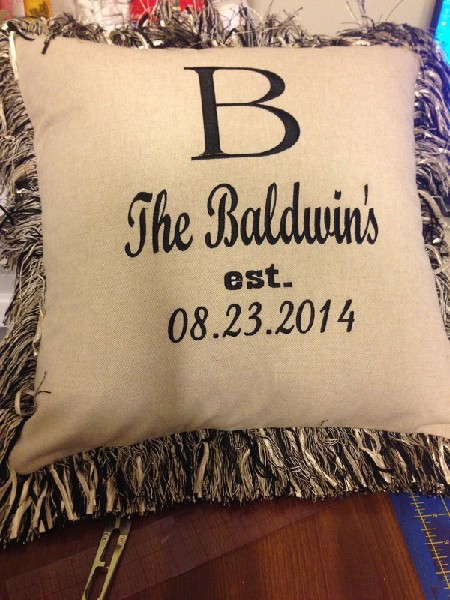 B
The Baldwin's
est.
08.23.2014